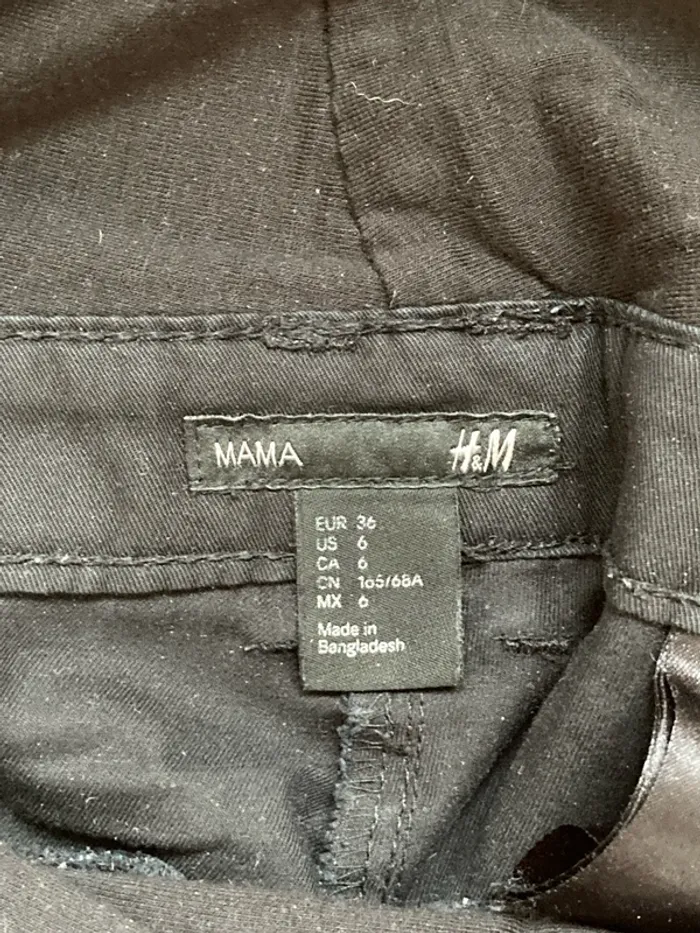 MAMA H&M
EUR 36
US 6
CA 6
CN 165/68A
MX 6
Made in
Bangladesh